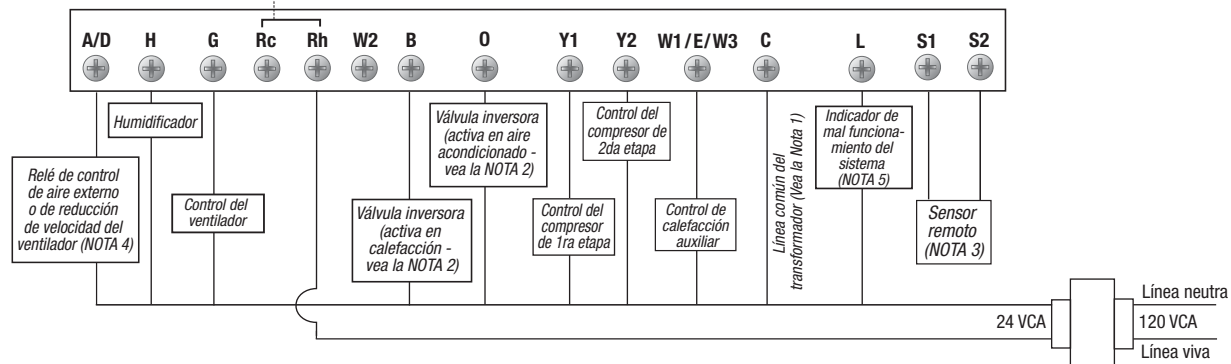 A/D H G Rc Rh W2 B O Y1 Y2 W1/E/W3 C L S1 S2
Humidificador
Relé de control
de aire externo
o de reducción
de velocidad del
ventilador (NOTA 4)
Control del
ventilador
Válvula inversora
(activa en
calefacción -
vea la NOTA 2)
Válvula inversora
(activa en aire
acondicionado -
vea la NOTA 2)
Control del
compresor
de 1ra etapa
Control del
compresor de
2da etapa
Control de
calefacción
auxiliar
Línea común del
transformador (Vea la Nota 1)
Indicador de
mal funciona-
miento del
sistema
(NOTA 5)
Sensor
remoto
(NOTA 3)
24 VCA
Línea neutra
120 VCA
Línea viva